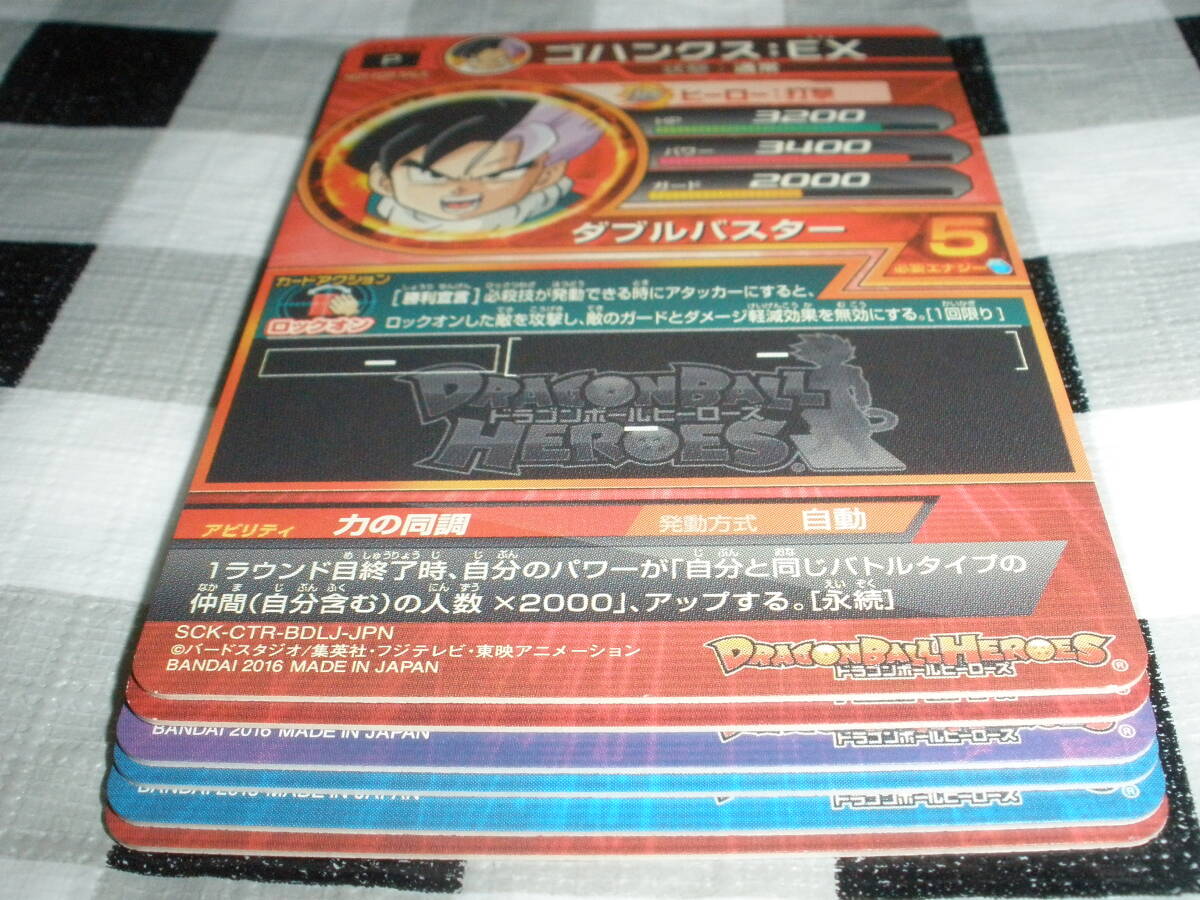 P
ゴハンクス:EX
ヒーロー:打撃
HP 3200
パワー 3400
ガード 2000
ダブルバスター
5
必要エナジー
カードアクション
ロックオン
[勝利宣言]必殺技が発動できる時にアタッカーにすると、
ロックオンした敵を攻撃し、敵のガードとダメージ軽減効果を無効にする。[1回限り]
ー
ー
DRAGON BALL
ドラゴンボールヒーローズ
HEROES
ー
アビリティ 力の同調 発動方式 自動
1ラウンド目終了時、自分のパワーが「自分と同じバトルタイプの
仲間(自分含む)の人数×2000」、アップする。[永続]
SCK-CTR-BDLJ-JPN
©バードスタジオ/集英社・フジテレビ・東映アニメーション
BANDAI 2016 MADE IN JAPAN
DRAGON BALL HEROES
ドラゴンボールヒーローズ
BANDAI 2016 MADE IN JAPAN
ドラゴンボールヒーローズ
ドラゴンボールヒーローズ